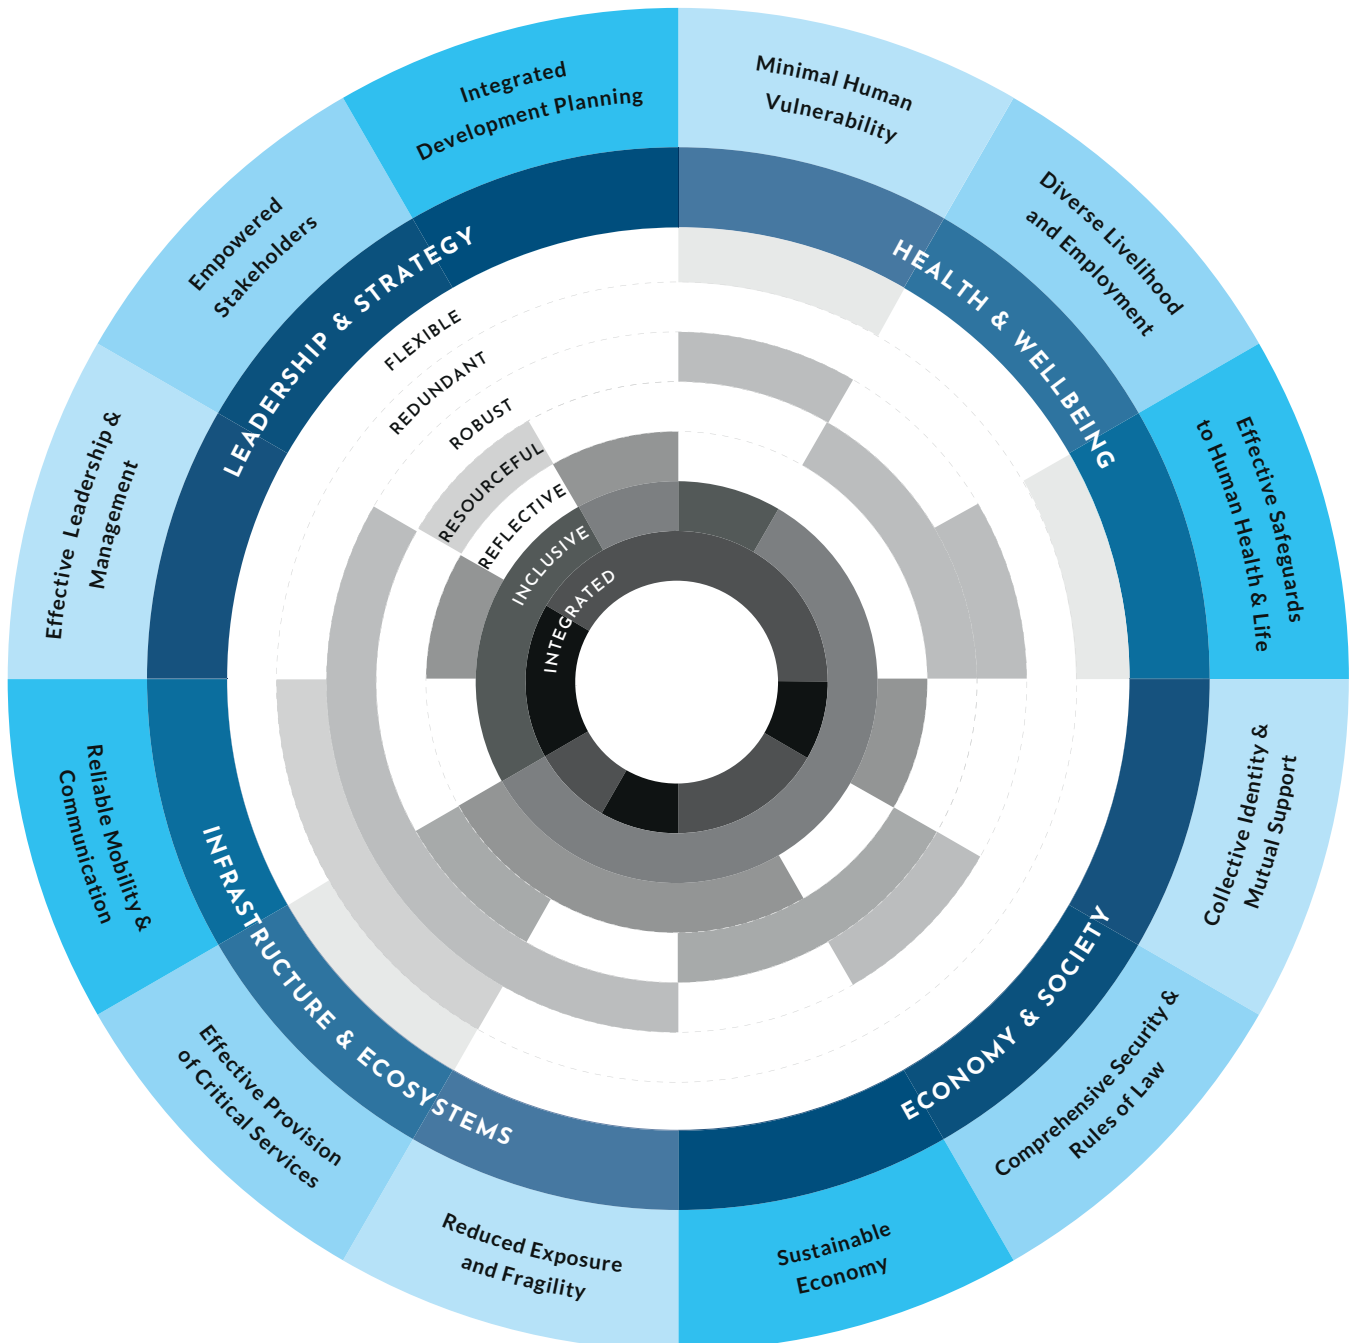 Integrated
Development Planning
Minimal Human
Vulnerability
Diverse Livelihood
and Employment
Effective Safeguards
to Human Health & Life
Collective Identity &
Mutual Support
Comprehensive Security &
Rules of Law
Sustainable
Economy
Reduced Exposure
and Fragility
Effective Provision
of Critical Services
Reliable Mobility &
Communication
Effective Leadership &
Management
Empowered
Stakeholders
LEADERSHIP & STRATEGY
HEALTH & WELLBEING
ECONOMY & SOCIETY
INFRASTRUCTURE & ECOSYSTEMS
FLEXIBLE
REDUNDANT
ROBUST
RESOURCEFUL
REFLECTIVE
INCLUSIVE
INTEGRATED